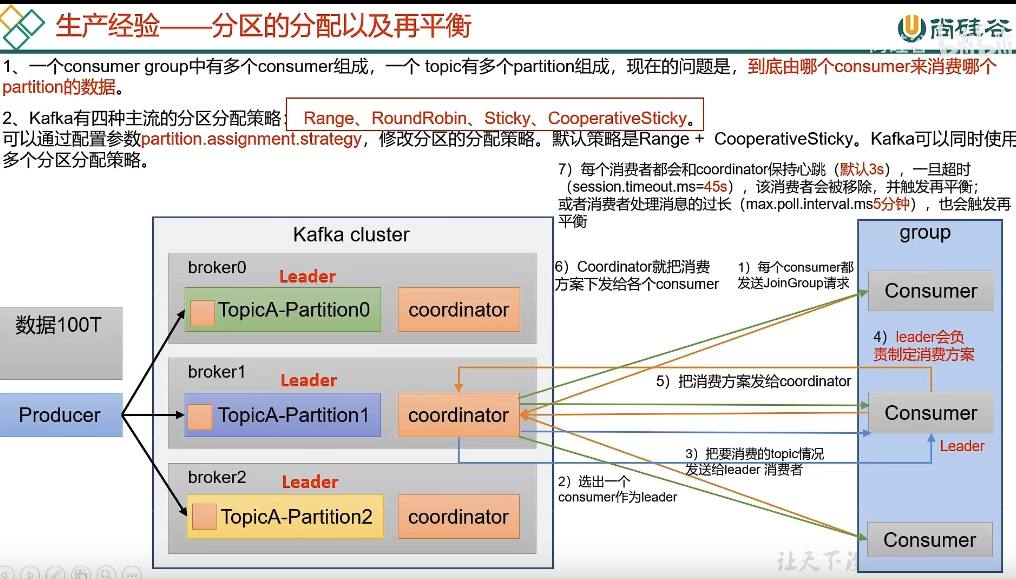 生产经验——分区的分配以及再平衡
尚硅谷
1、一个consumer group中有多个consumer组成，一个 topic有多个partition组成，现在的问题是，到底由哪个consumer来消费哪个
partition的数据。
2、Kafka有四种主流的分区分配策略： Range、RoundRobin、Sticky、CooperativeSticky。
可以通过配置参数partition.assignment.strategy，修改分区的分配策略。默认策略是Range + CooperativeSticky。Kafka可以同时使用
多个分区分配策略。
7）每个消费者都会和coordinator保持心跳（默认3s），一旦超时
（session.timeout.ms=45s），该消费者会被移除，并触发再平衡；
或者消费者处理消息的过长（max.poll.interval.ms5分钟），也会触发再
平衡
Kafka cluster
group
broker0
Leader
TopicA-Partition0
coordinator
broker1
Leader
TopicA-Partition1
coordinator
broker2
Leader
TopicA-Partition2
coordinator
数据100T
Producer
6）Coordinator就把消费
方案下发给各个consumer
1）每个consumer都
发送JoinGroup请求
Consumer
4）leader会负
责制定消费方案
5）把消费方案发给coordinator
Consumer
Leader
3）把要消费的topic情况
发送给leader 消费者
2）选出一个
consumer作为leader
Consumer
让天下